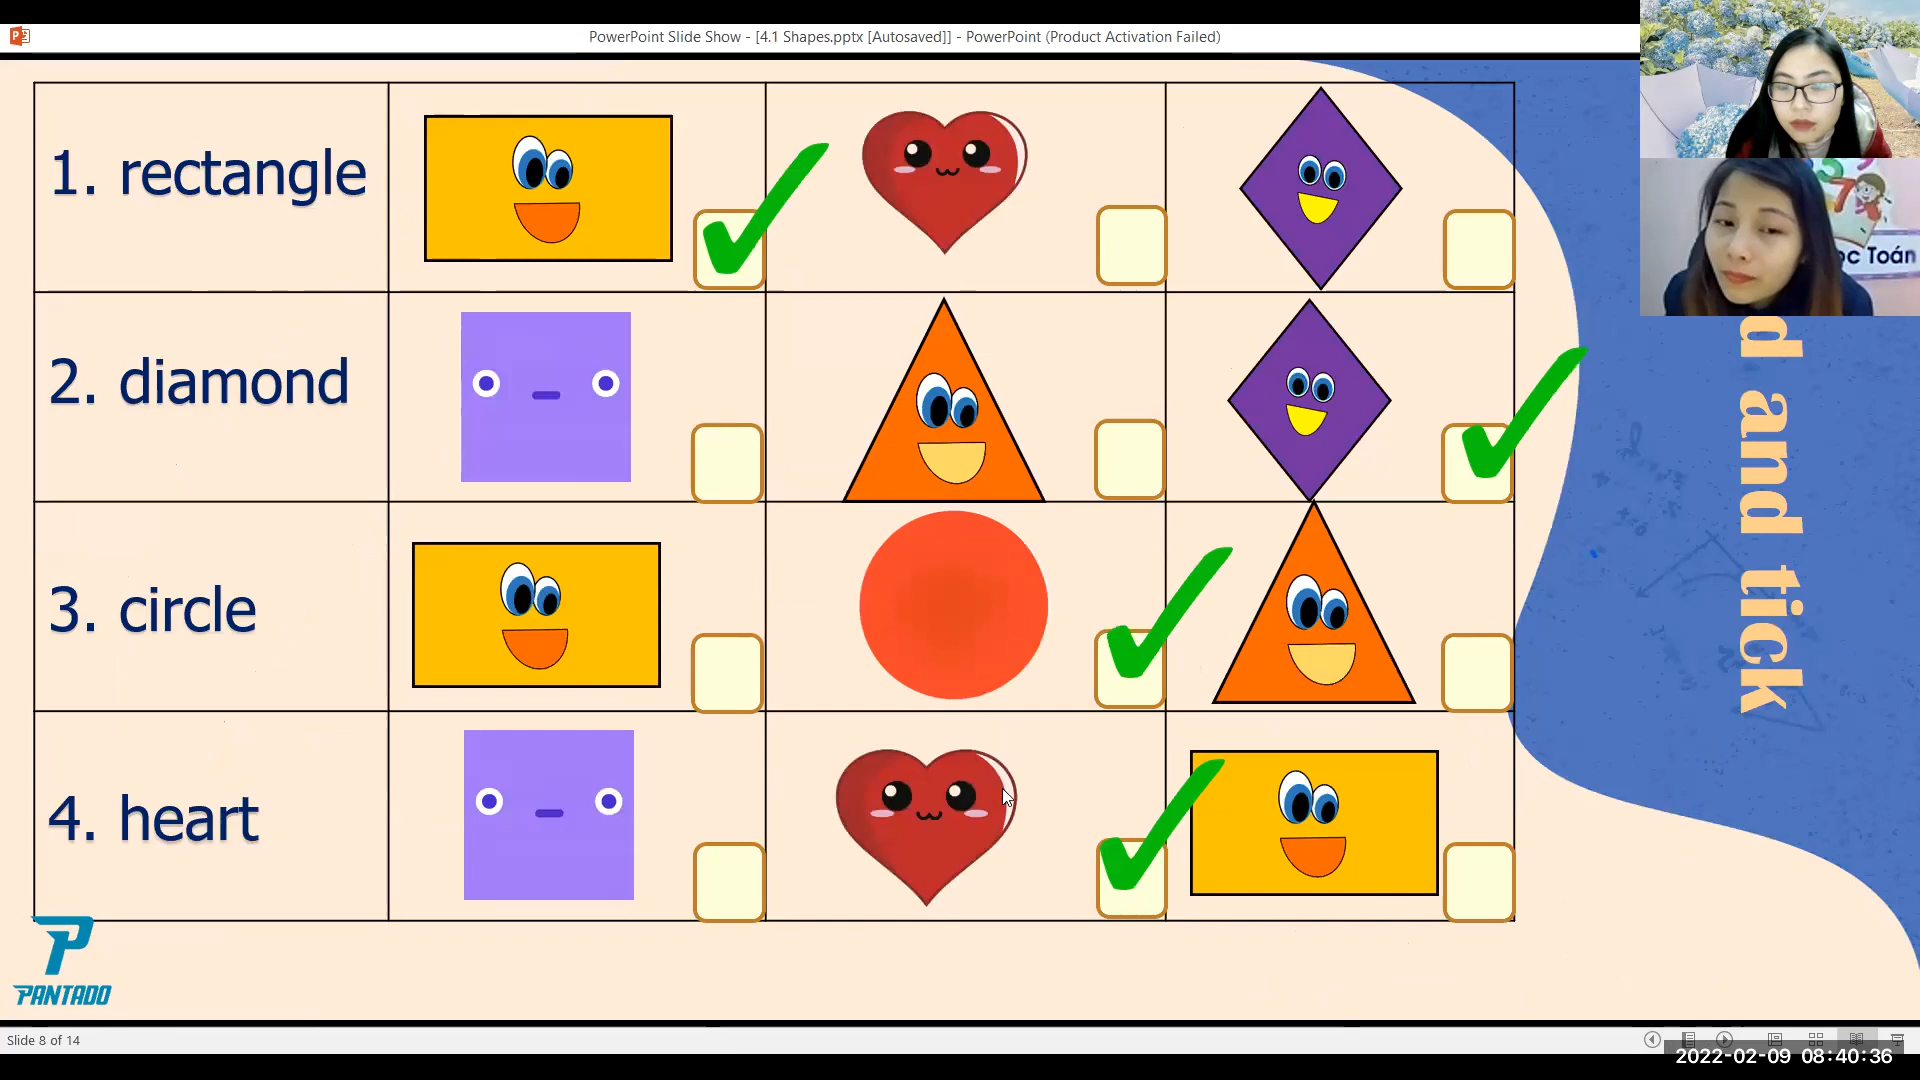 PowerPoint Slide Show - [4.1 Shapes.pptx [Autosaved]] - PowerPoint (Product Activation Failed)
1. rectangle
2. diamond
3. circle
4. heart
and tick
Toán
PANTADO
Slide 8 of 14
2022-02-09 08:40:36